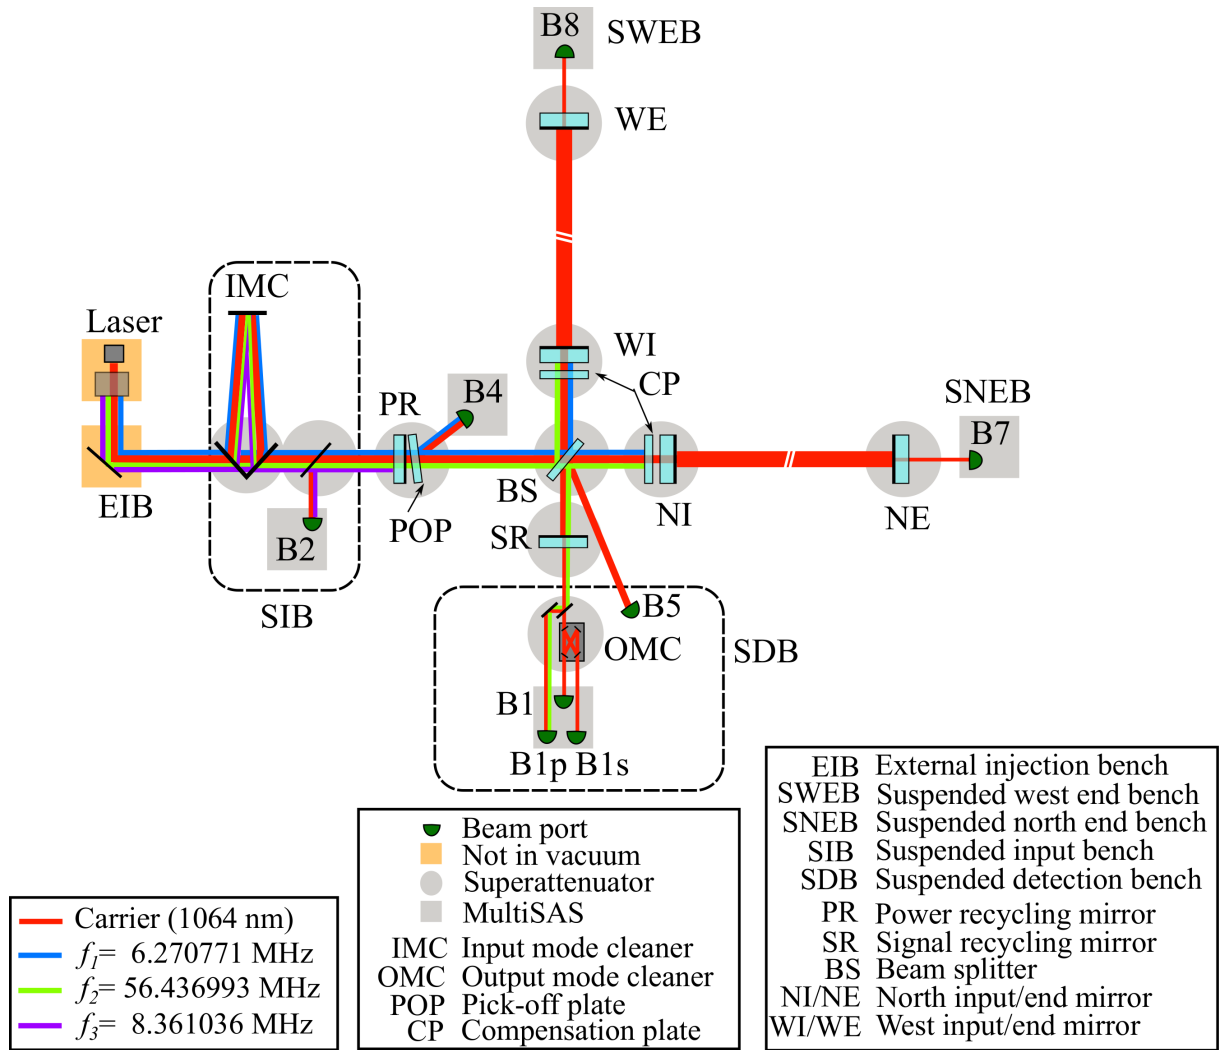 B8 SWEB
WE
IMC
Laser
WI
CP
SNEB
PR
B4
B7
BS
EIB
POP
NI
NE
B2
SR
SIB
B5
OMC
SDB
B1
B1p B1s
Beam port
Not in vacuum
Superattenuator
MultiSAS
IMC Input mode cleaner
OMC Output mode cleaner
POP Pick-off plate
CP Compensation plate
EIB External injection bench
SWEB Suspended west end bench
SNEB Suspended north end bench
SIB Suspended input bench
SDB Suspended detection bench
PR Power recycling mirror
SR Signal recycling mirror
BS Beam splitter
NI/NE North input/end mirror
WI/WE West input/end mirror
Carrier (1064 nm)
f1= 6.270771 MHz
f2= 56.436993 MHz
f3= 8.361036 MHz